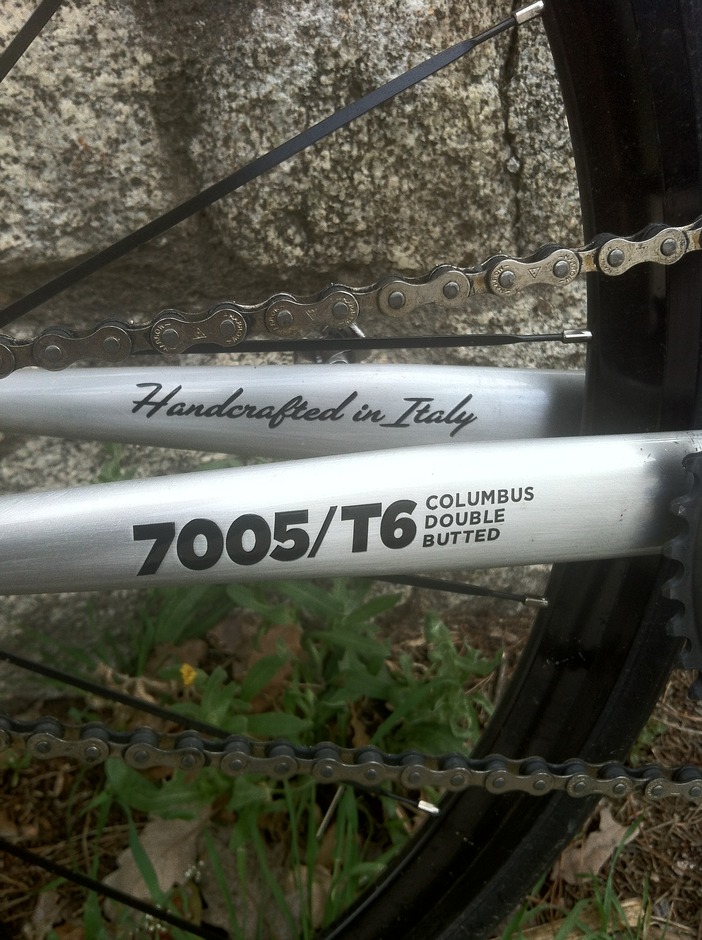 Handcrafted in Italy
7005/T6
COLUMBUS
DOUBLE
BUTTED